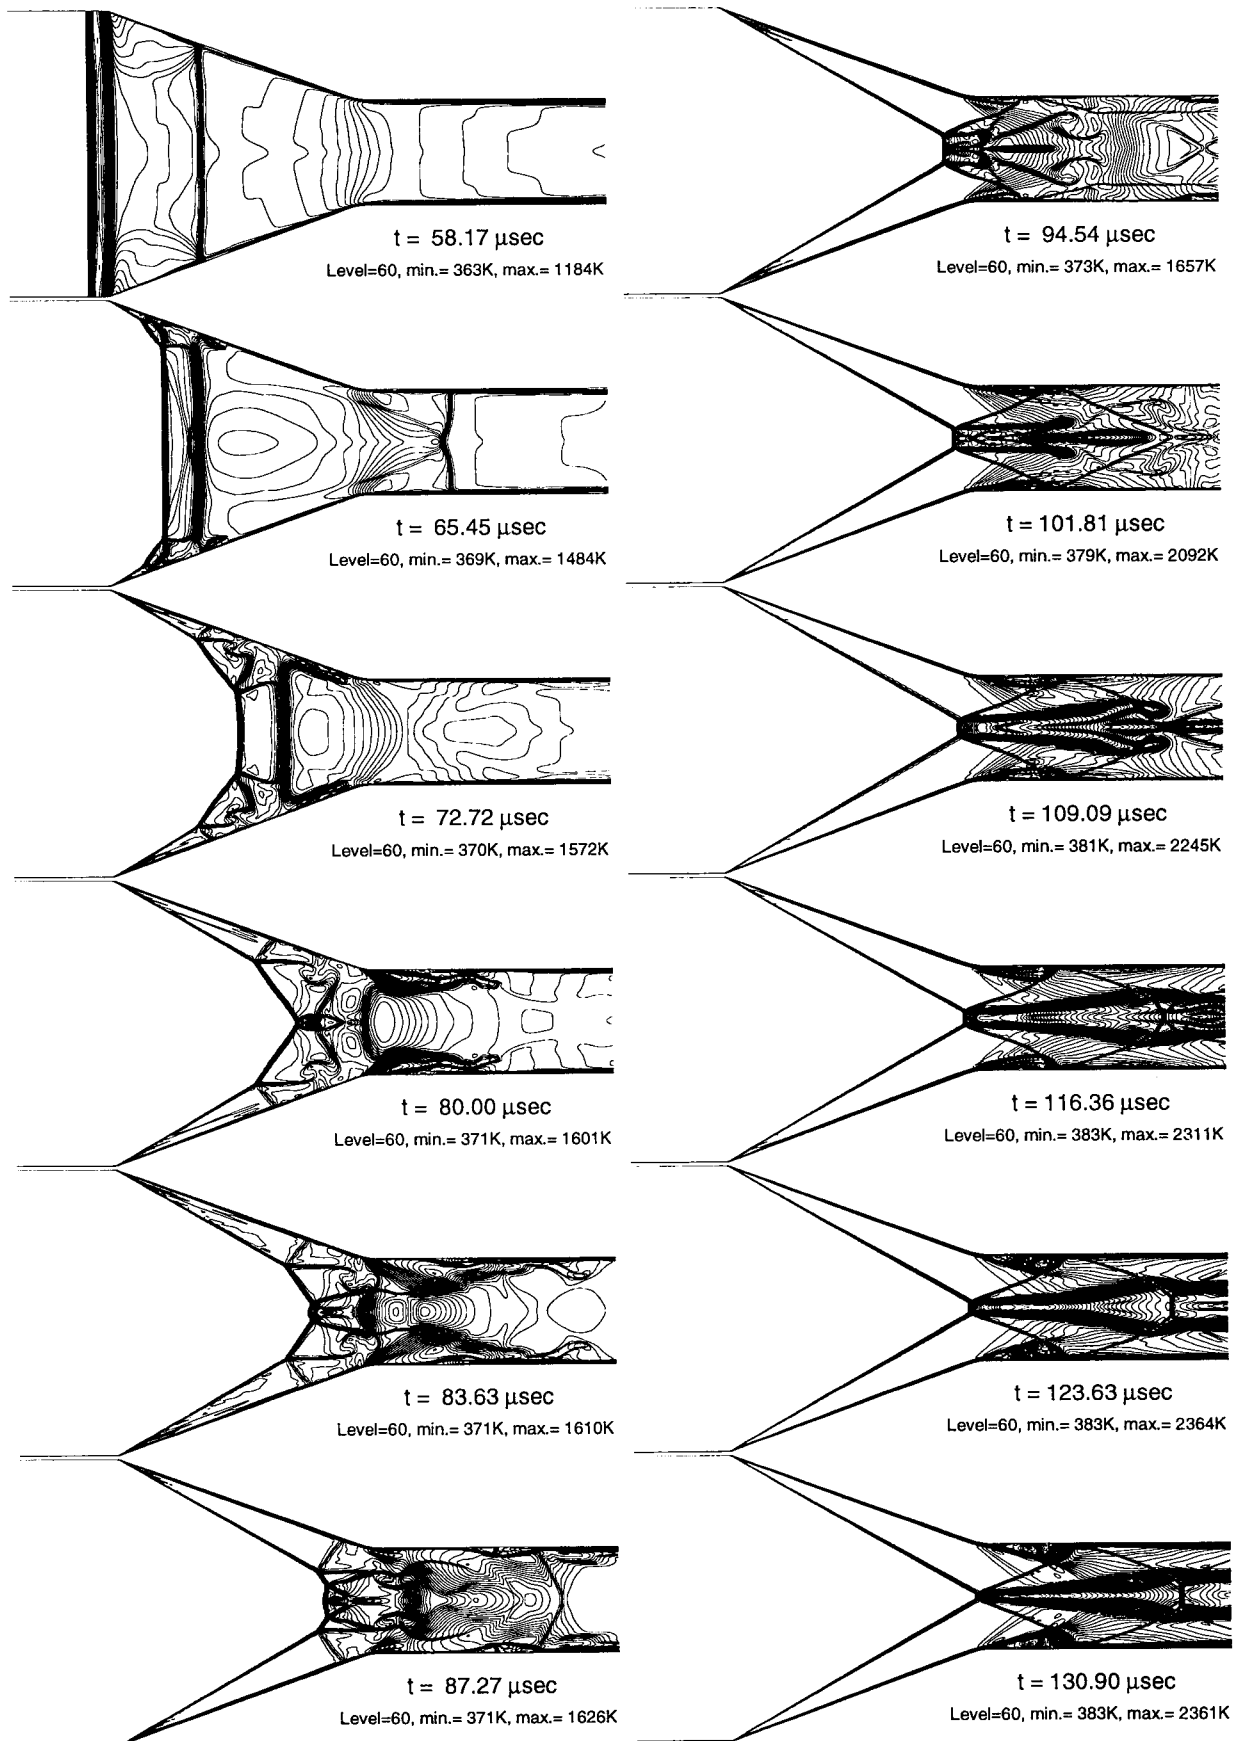 t = 58.17 μsec
Level=60, min.= 363K, max.= 1184K
t = 65.45 μsec
Level=60, min.= 369K, max.= 1484K
t = 72.72 μsec
Level=60, min.= 370K, max.= 1572K
t = 80.00 μsec
Level=60, min.= 371K, max.= 1601K
t = 83.63 μsec
Level=60, min.= 371K, max.= 1610K
t = 87.27 μsec
Level=60, min.= 371K, max.= 1626K
t = 94.54 μsec
Level=60, min.= 373K, max.= 1657K
t = 101.81 μsec
Level=60, min.= 379K, max.= 2092K
t = 109.09 μsec
Level=60, min.= 381K, max.= 2245K
t = 116.36 μsec
Level=60, min.= 383K, max.= 2311K
t = 123.63 μsec
Level=60, min.= 383K, max.= 2364K
t = 130.90 μsec
Level=60, min.= 383K, max.= 2361K